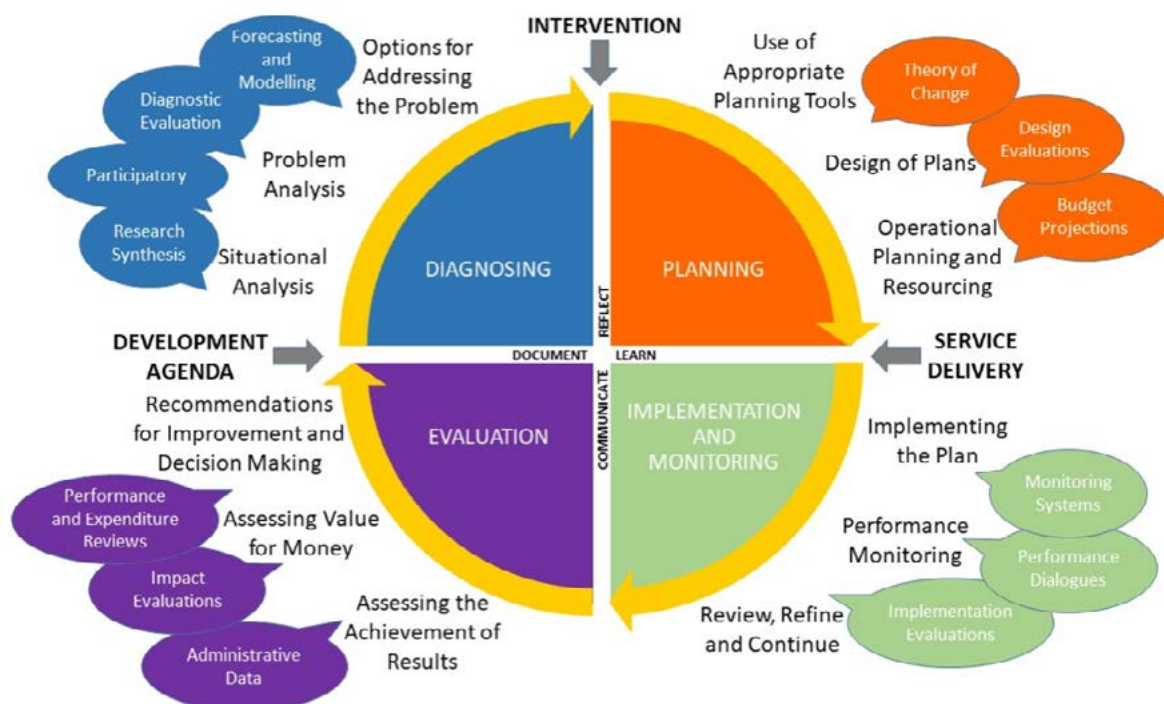 INTERVENTION
Forecasting
and
Modelling
Options for
Addressing
the Problem
Diagnostic
Evaluation
Participatory
Problem
Analysis
Research
Synthesis
Situational
Analysis
DIAGNOSING
Use of
Appropriate
Planning Tools
Theory of
Change
Design
Evaluations
Design of Plans
Budget
Projections
Operational
Planning and
Resourcing
PLANNING
REFLECT
DOCUMENT
LEARN
COMMUNICATE
DEVELOPMENT
AGENDA
SERVICE
DELIVERY
Recommendations
for Improvement and
Decision Making
EVALUATION
Performance
and Expenditure
Reviews
Assessing Value
for Money
Impact
Evaluations
Assessing the
Achievement of
Results
Administrative
Data
IMPLEMENTATION
AND
MONITORING
Implementing
the Plan
Monitoring
Systems
Performance
Monitoring
Performance
Dialogues
Review, Refine
and Continue
Implementation
Evaluations